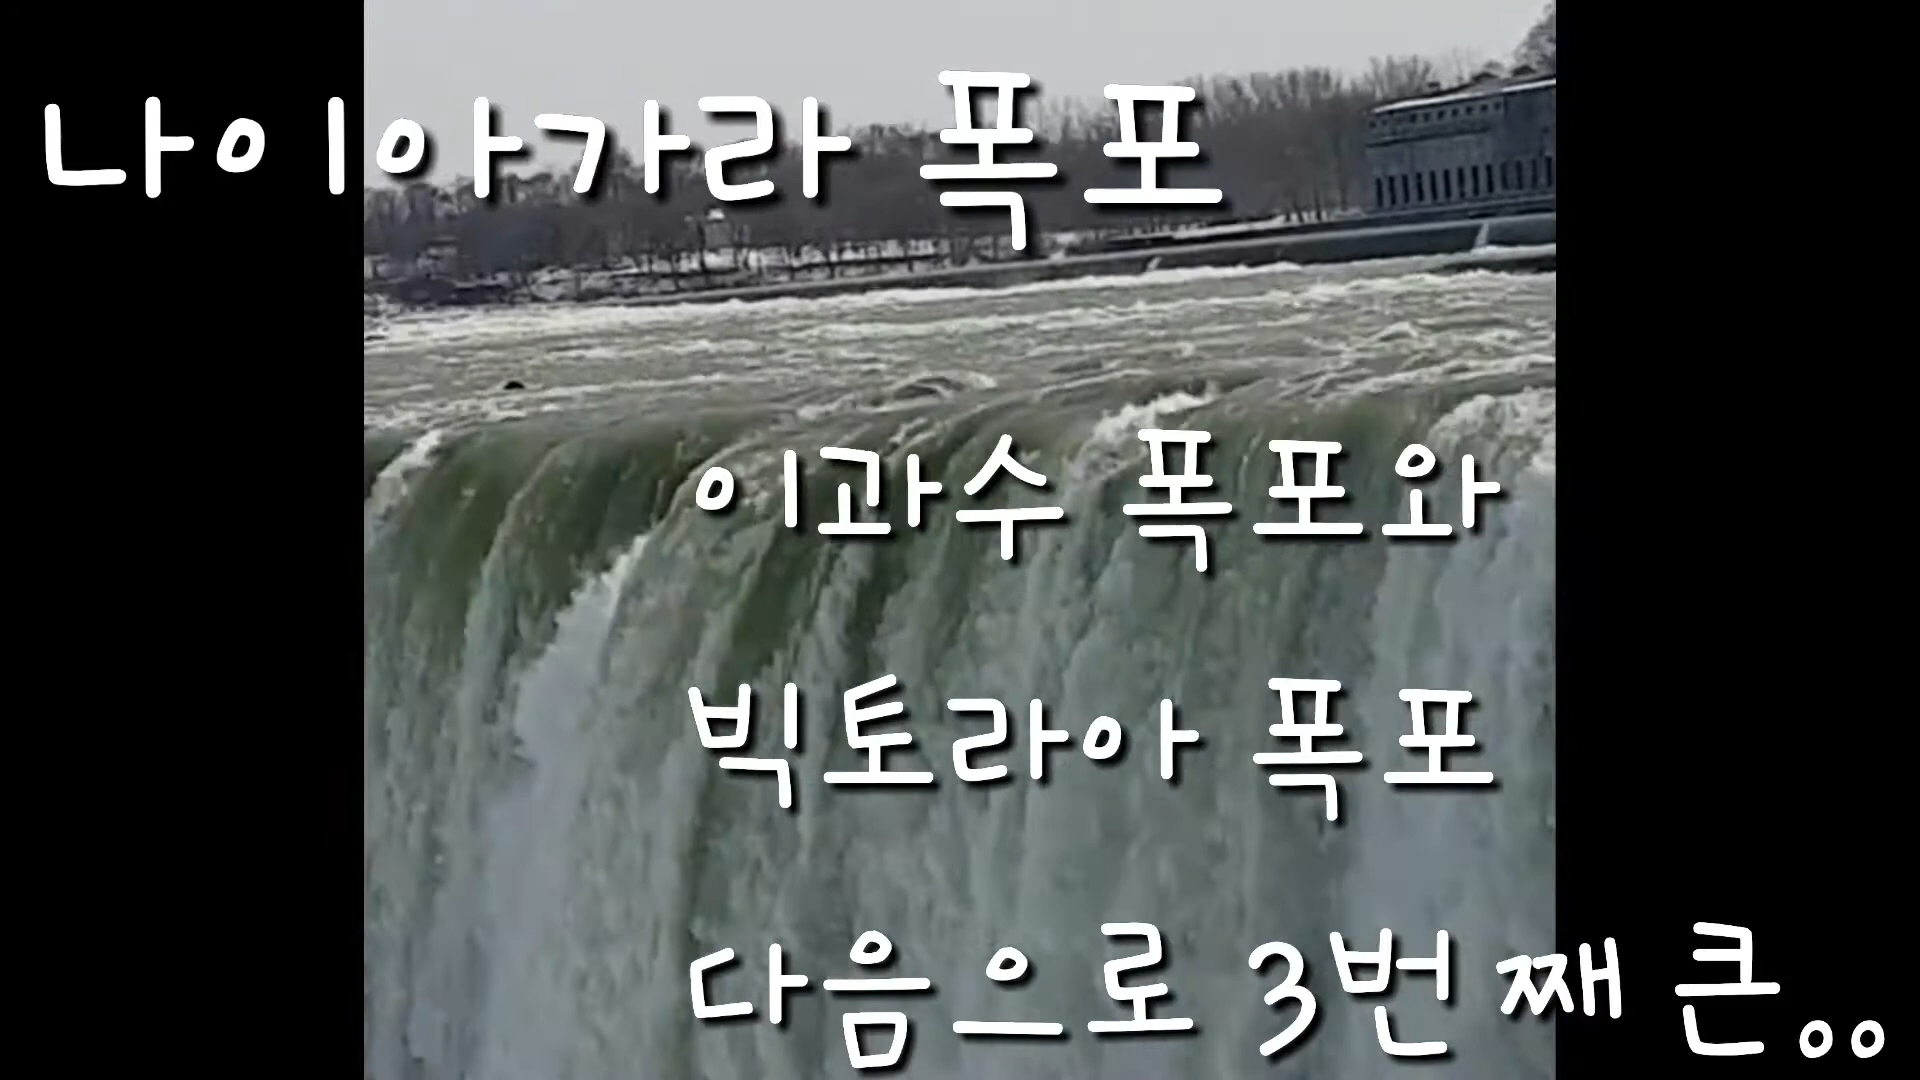 나이아가라 폭포
이과수 폭포와
빅토라아 폭포
다음으로 3번째 큰..